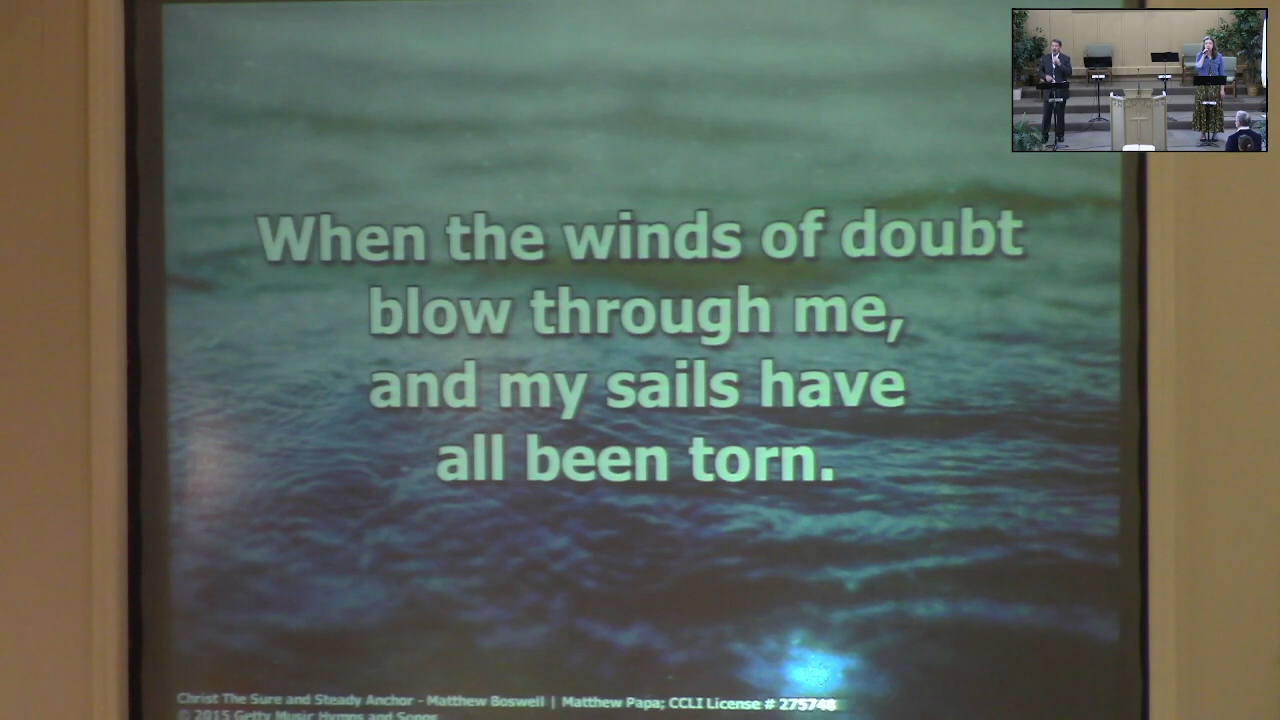 When the winds of doubt
blow through me,
and my sails have
all been torn.
Christ The Sure and Steady Anchor - Matthew Boswell | Matthew Papa; CCLI License # 275748
© 2015 Getty Music Hymns and Songs